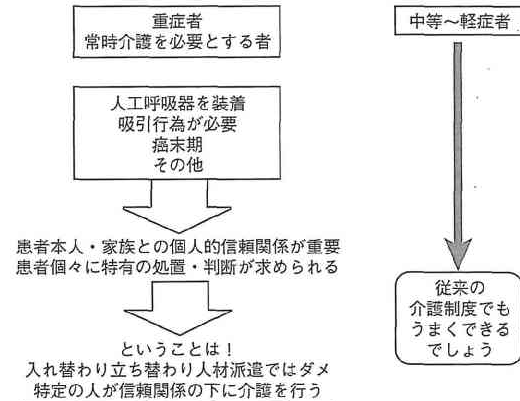 重症者
常時介護を必要とする者
人工呼吸器を装着
吸引行為が必要
癌末期
その他
患者本人・家族との個人的信頼関係が重要
患者個々に特有の処置・判断が求められる
ということは！
入れ替わり立ち替わり人材派遣ではダメ
特定の人が信頼関係の下に介護を行う
中等～軽症者
従来の
介護制度でも
うまくできる
でしょう